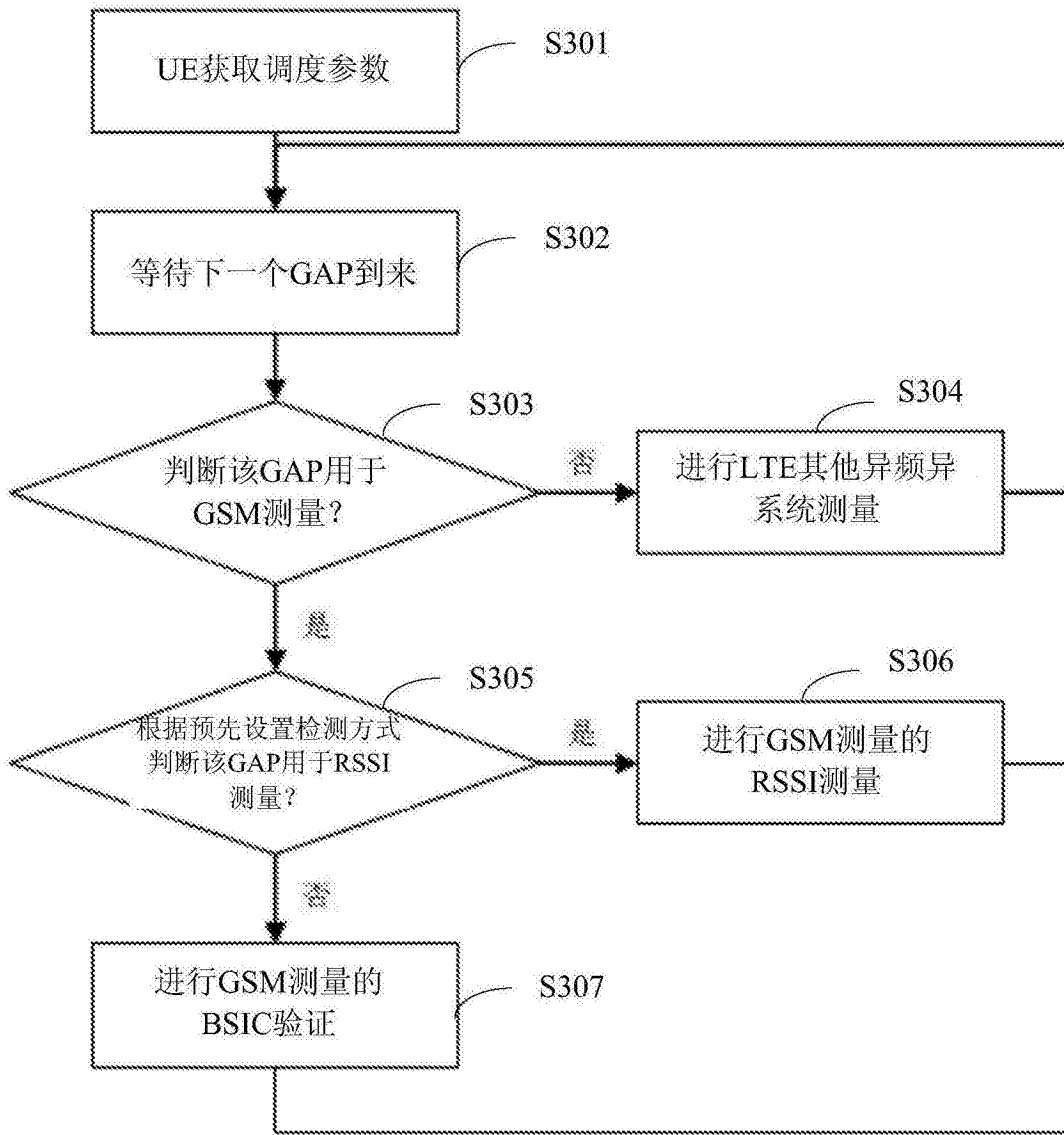 UE获取调度参数
S301
等待下一个GAP到来
S302
判断该GAP用于
GSM测量?
S303
否
进行LTE其他异频异
系统测量
S304
是
根据预先设置检测方式
判断该GAP用于RSSI
测量?
S305
是
进行GSM测量的
RSSI测量
S306
否
进行GSM测量的
BSIC验证
S307